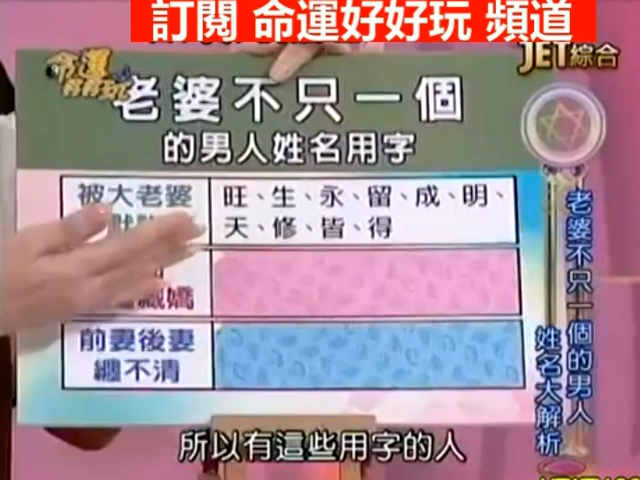 訂閱 命運好好玩 頻道
JET綜合
命運好好玩
老婆不只一個
的男人姓名用字
被大老婆
旺、生、永、留、成、明、
天、修、皆、得
藏嬌
前妻後妻
纏不清
老婆不只一個的男人
姓名大解析
所以有這些用字的人